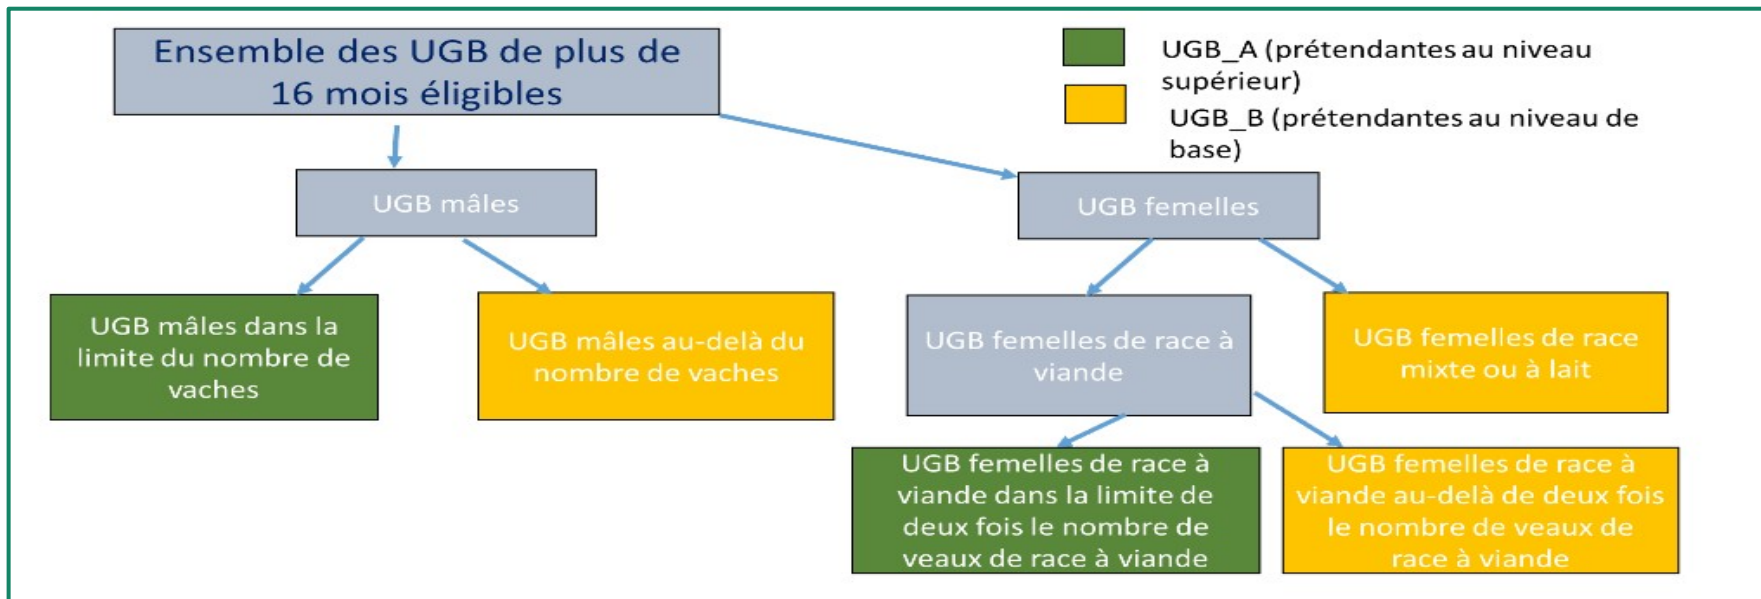 Ensemble des UGB de plus de
16 mois éligibles
UGB_A (prétendantes au niveau
supérieur)
UGB_B (prétendantes au niveau de
base)
UGB mâles
UGB femelles
UGB mâles dans la
limite du nombre de
vaches
UGB mâles au-delà du
nombre de vaches
UGB femelles de race à
viande
UGB femelles de race
mixte ou à lait
UGB femelles de race à
viande dans la limite de
deux fois le nombre de
veaux de race à viande
UGB femelles de race à
viande au-delà de deux fois
le nombre de veaux de
race à viande